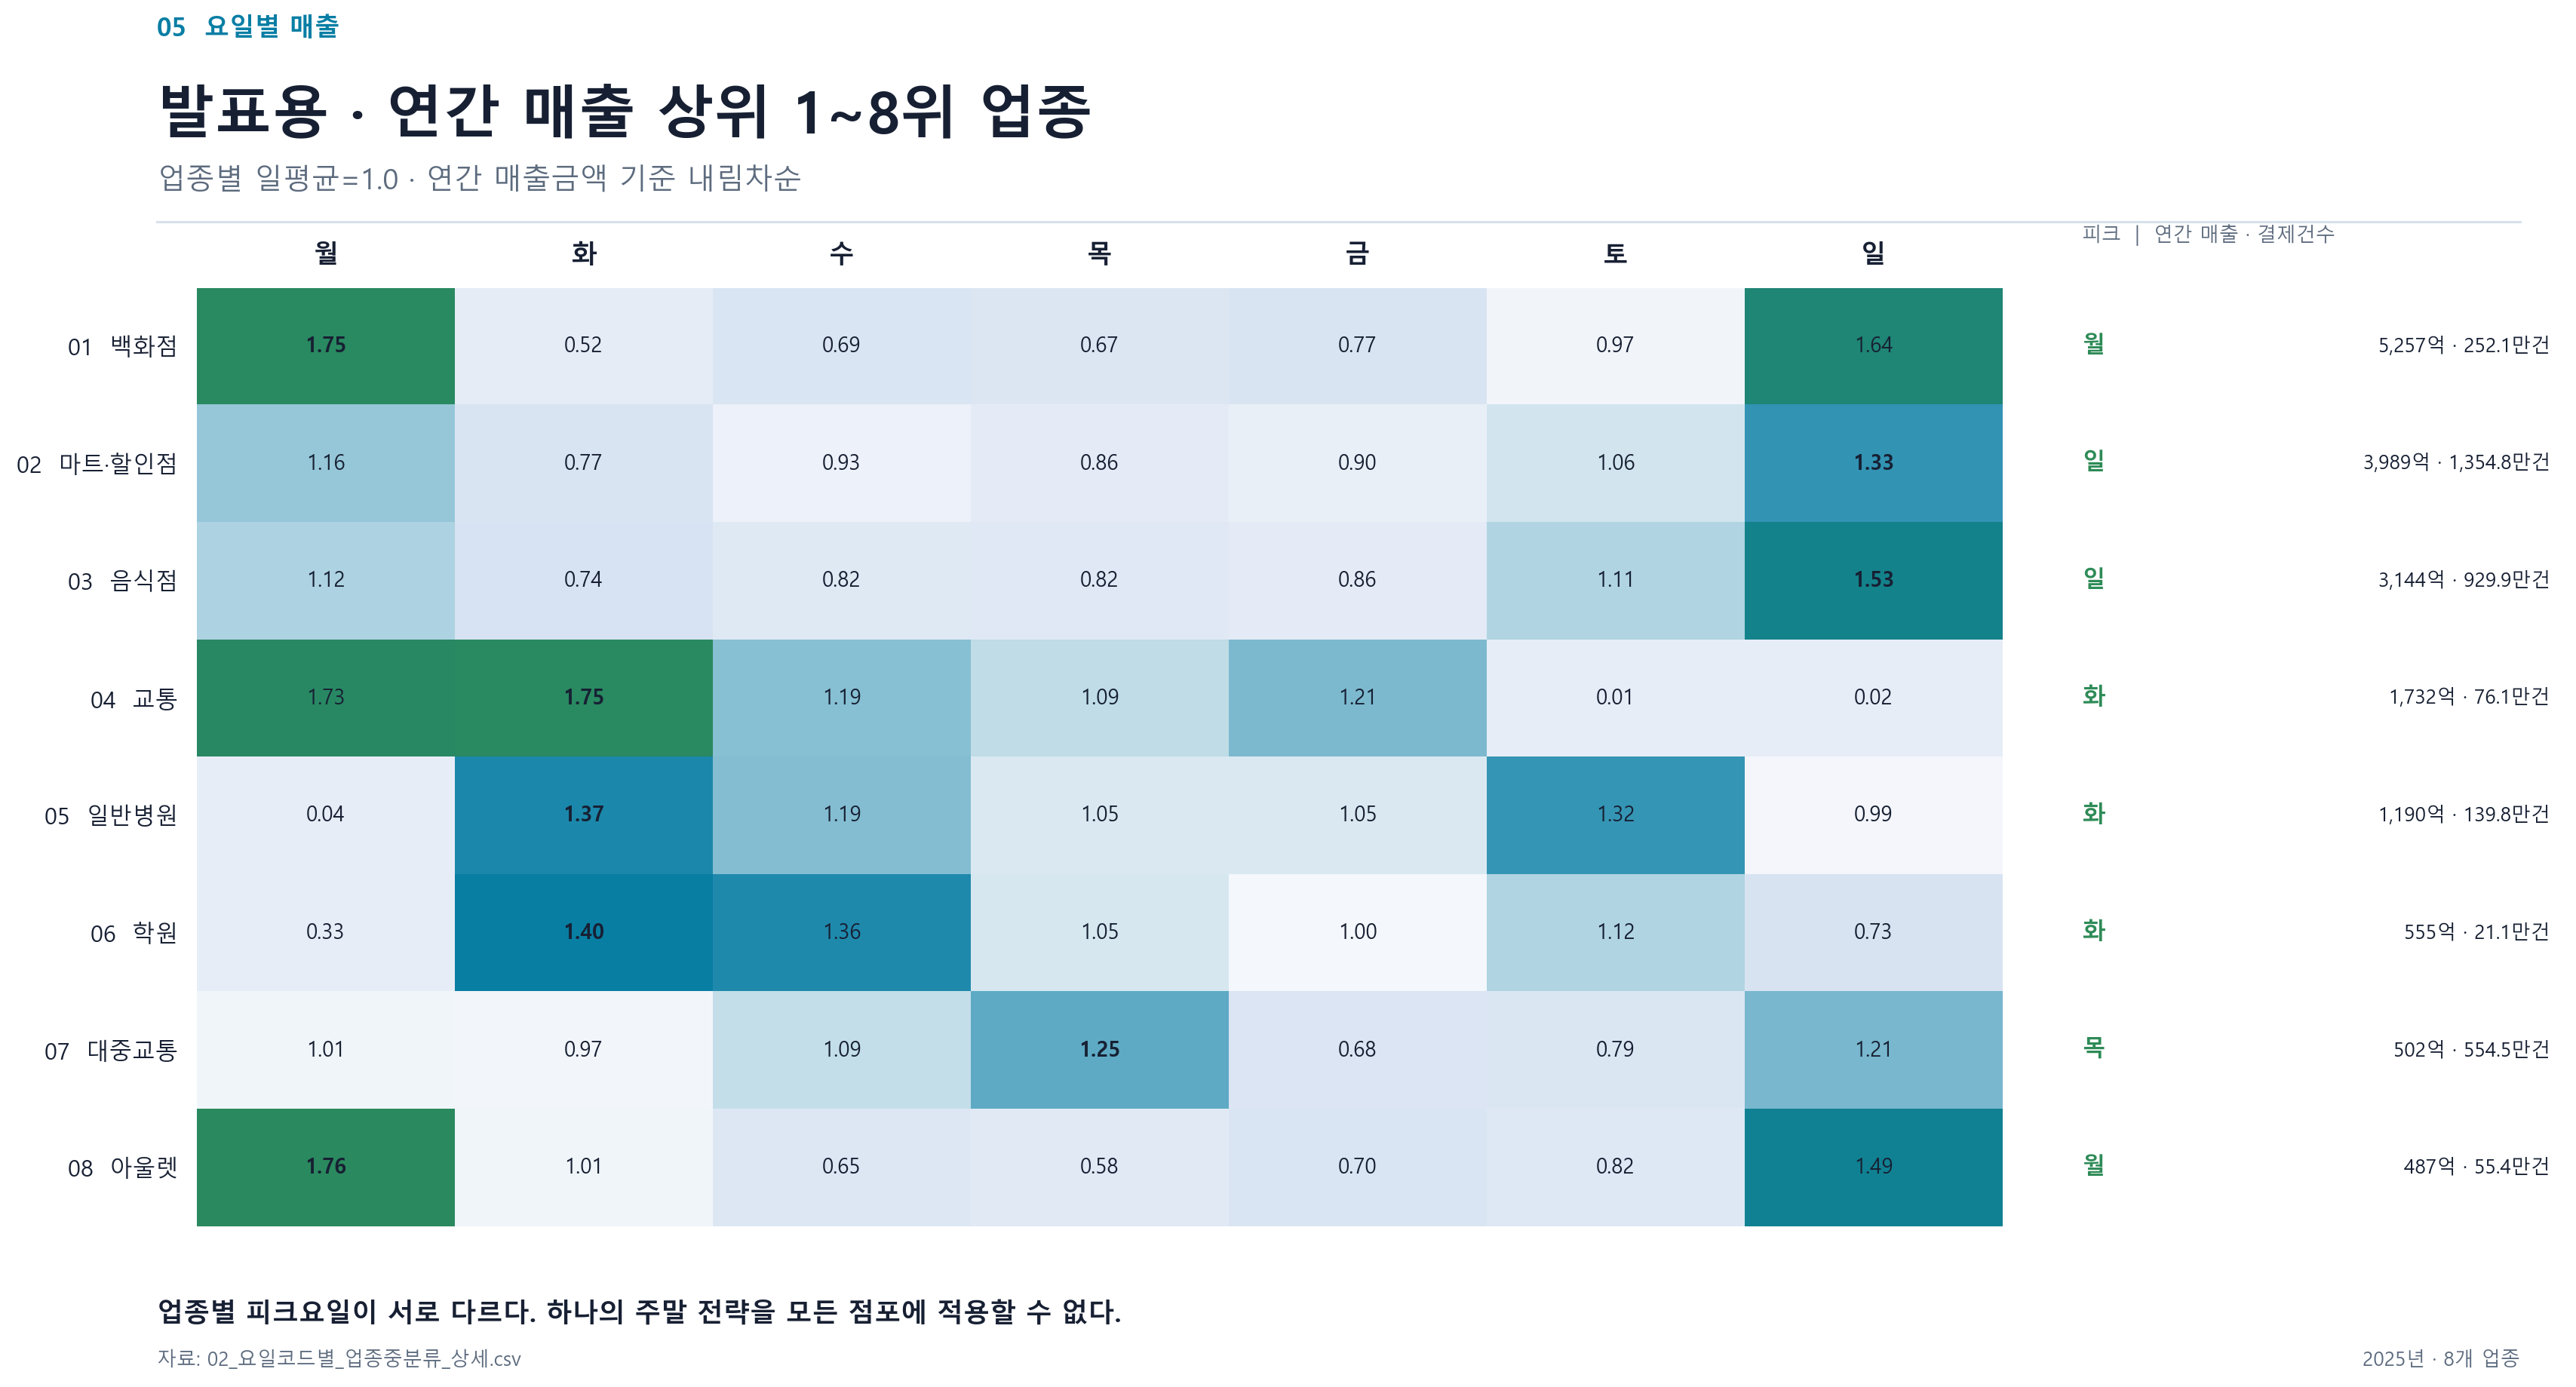 05 요일별 매출
발표용 · 연간 매출 상위 1~8위 업종
업종별 일평균=1.0 · 연간 매출금액 기준 내림차순
피크 | 연간 매출 · 결제건수
월 화 수 목 금 토 일
01 백화점 1.75 0.52 0.69 0.67 0.77 0.97 1.64 월 5,257억 · 252.1만건
02 마트·할인점 1.16 0.77 0.93 0.86 0.90 1.06 1.33 일 3,989억 · 1,354.8만건
03 음식점 1.12 0.74 0.82 0.82 0.86 1.11 1.53 일 3,144억 · 929.9만건
04 교통 1.73 1.75 1.19 1.09 1.21 0.01 0.02 화 1,732억 · 76.1만건
05 일반병원 0.04 1.37 1.19 1.05 1.05 1.32 0.99 화 1,190억 · 139.8만건
06 학원 0.33 1.40 1.36 1.05 1.00 1.12 0.73 화 555억 · 21.1만건
07 대중교통 1.01 0.97 1.09 1.25 0.68 0.79 1.21 목 502억 · 554.5만건
08 아울렛 1.76 1.01 0.65 0.58 0.70 0.82 1.49 월 487억 · 55.4만건
업종별 피크요일이 서로 다르다. 하나의 주말 전략을 모든 점포에 적용할 수 없다.
자료: 02_요일코드별_업종중분류_상세.csv
2025년 · 8개 업종